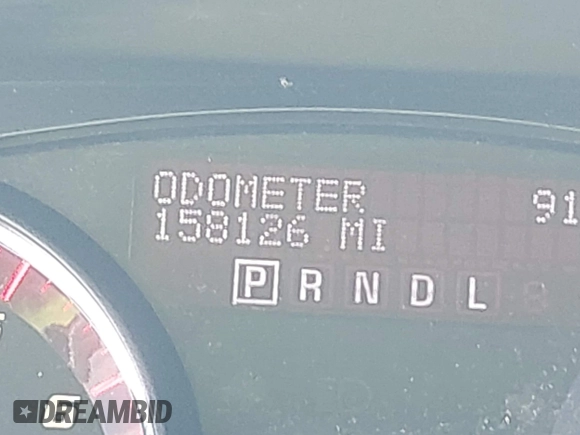 ODOMETER 91
158126 MI
P R N D L
DREAMBID